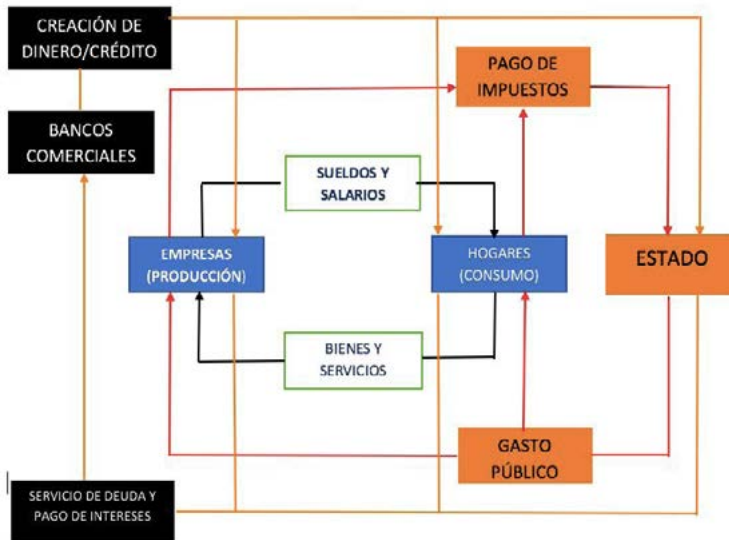 CREACIÓN DE
DINERO/CRÉDITO
PAGO DE
IMPUESTOS
BANCOS
COMERCIALES
SUELDOS Y
SALARIOS
EMPRESAS
(PRODUCCIÓN)
HOGARES
(CONSUMO)
ESTADO
BIENES Y
SERVICIOS
GASTO
PÚBLICO
SERVICIO DE DEUDA Y
PAGO DE INTERESES